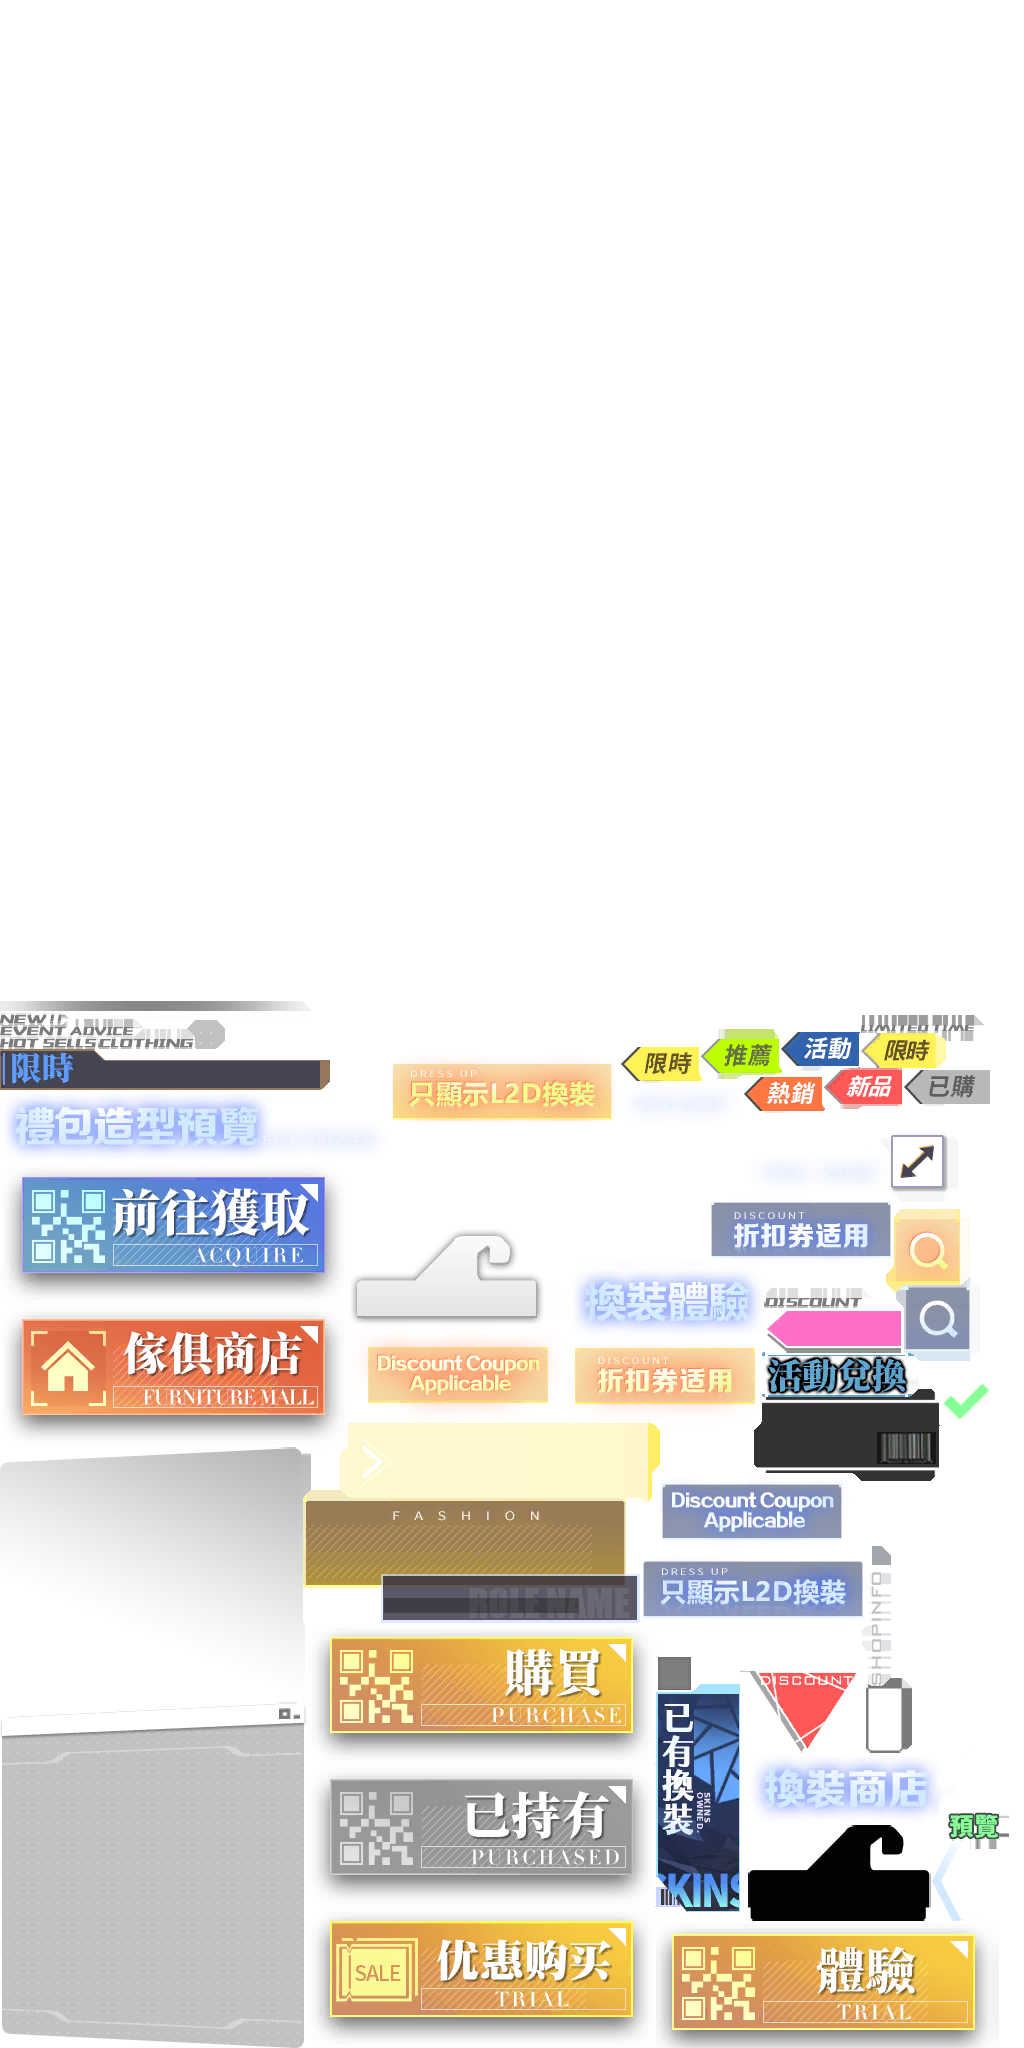 NEW!!
EVENT ADVICE
HOT SELLS CLOTHING
LIMITED TIME
限時
DRESS UP
只顯示L2D換裝
限時
推薦
活動
限時
熱銷
新品
已購
禮包造型預覽
前往獲取
ACQUIRE
DISCOUNT
折扣券适用
換裝體驗
DISCOUNT
傢俱商店
FURNITURE MALL
Discount Coupon
Applicable
DISCOUNT
折扣券适用
活動兌換
FASHION
Discount Coupon
Applicable
ROLE NAME
DRESS UP
只顯示L2D換裝
SHOPINFO
購買
PURCHASE
已有換裝
SKINS
OWNED.
SKINS
DISCOUNT
換裝商店
預覽
已持有
PURCHASED
SALE
优惠购买
TRIAL
體驗
TRIAL